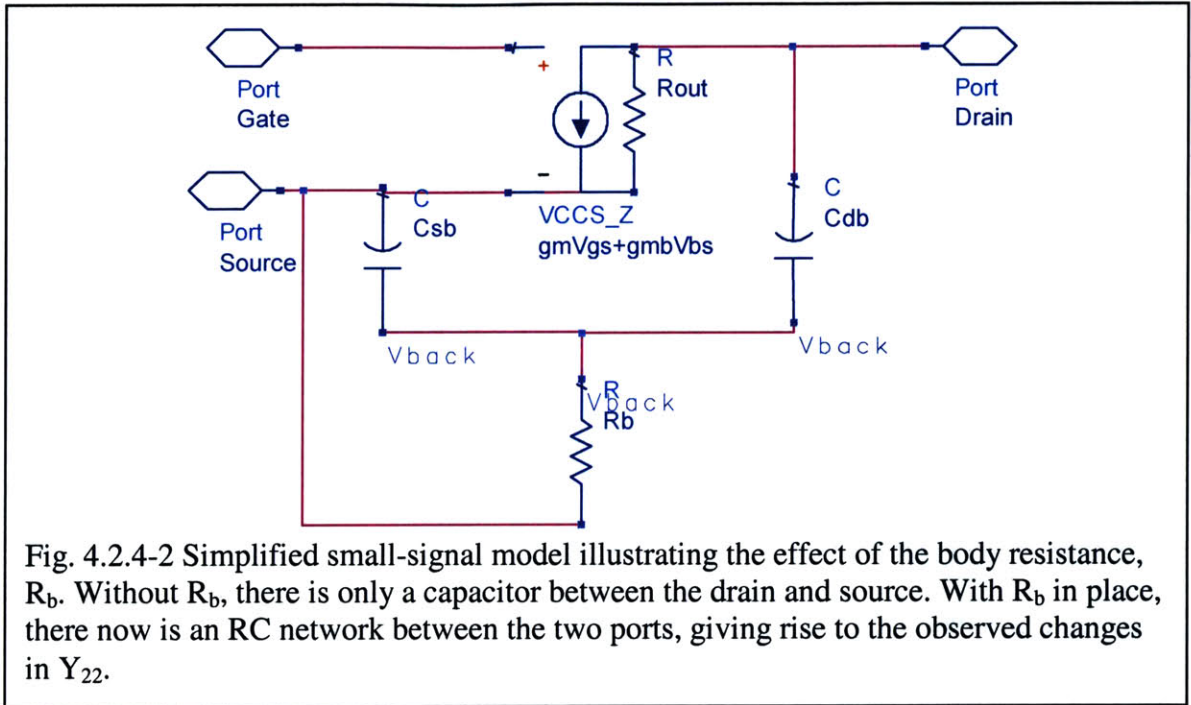 Port
Gate
+
R
Rout
Port
Drain
-
Port
Source
C
Csb
VCCS_Z
gmVgs+gmbVbs
C
Cdb
Vback
Vback
R
Vback
Rb
Fig. 4.2.4-2 Simplified small-signal model illustrating the effect of the body resistance,
Rb. Without Rb, there is only a capacitor between the drain and source. With Rb in place,
there now is an RC network between the two ports, giving rise to the observed changes
in Y22.